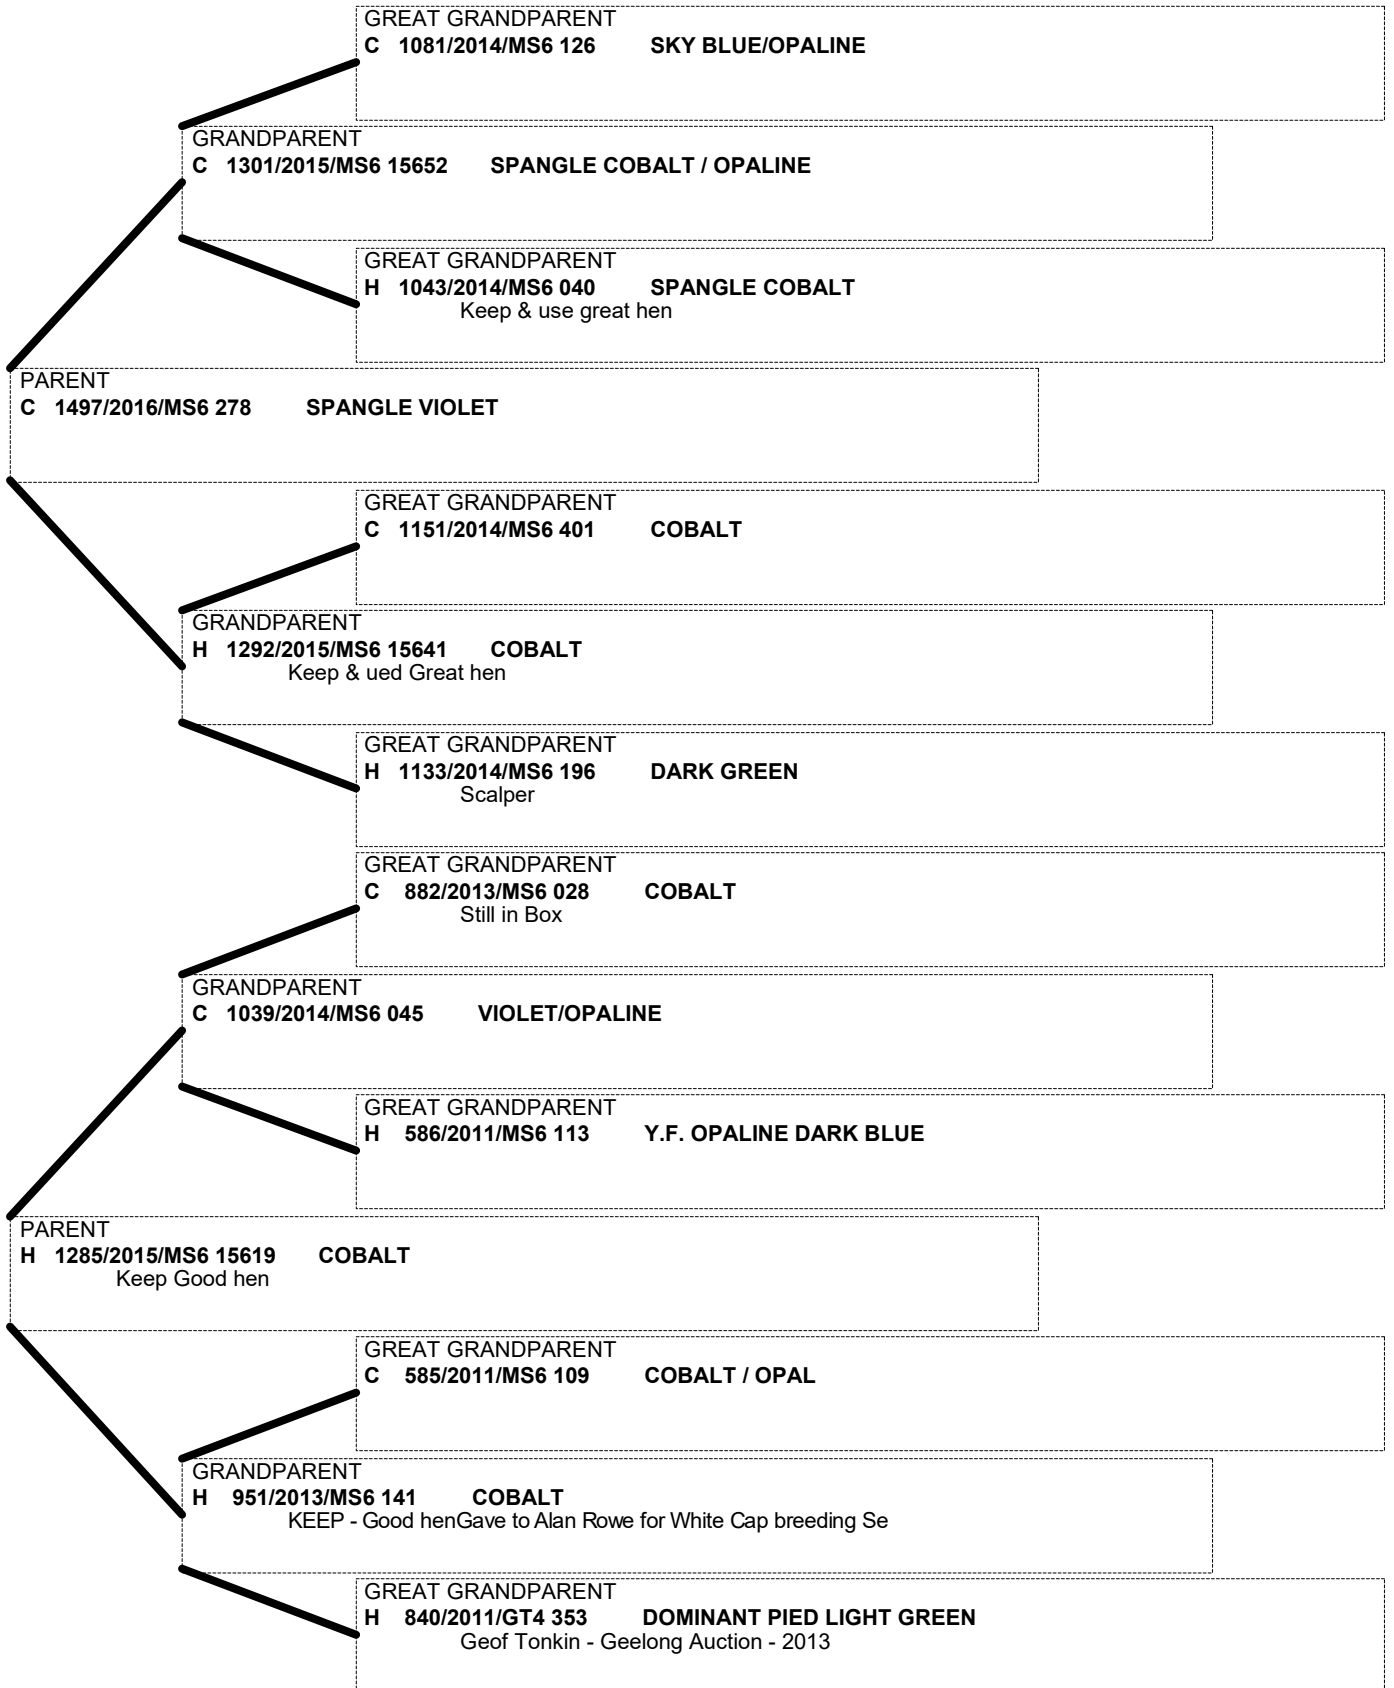 GREAT GRANDPARENT
C 1081/2014/MS6 126 SKY BLUE/OPALINE
GRANDPARENT
C 1301/2015/MS6 15652 SPANGLE COBALT / OPALINE
GREAT GRANDPARENT
H 1043/2014/MS6 040 SPANGLE COBALT
Keep & use great hen
PARENT
C 1497/2016/MS6 278 SPANGLE VIOLET
GREAT GRANDPARENT
C 1151/2014/MS6 401 COBALT
GRANDPARENT
H 1292/2015/MS6 15641 COBALT
Keep & ued Great hen
GREAT GRANDPARENT
H 1133/2014/MS6 196 DARK GREEN
Scalper
GREAT GRANDPARENT
C 882/2013/MS6 028 COBALT
Still in Box
GRANDPARENT
C 1039/2014/MS6 045 VIOLET/OPALINE
GREAT GRANDPARENT
H 586/2011/MS6 113 Y.F. OPALINE DARK BLUE
PARENT
H 1285/2015/MS6 15619 COBALT
Keep Good hen
GREAT GRANDPARENT
C 585/2011/MS6 109 COBALT / OPAL
GRANDPARENT
H 951/2013/MS6 141 COBALT
KEEP - Good henGave to Alan Rowe for White Cap breeding Se
GREAT GRANDPARENT
H 840/2011/GT4 353 DOMINANT PIED LIGHT GREEN
Geof Tonkin - Geelong Auction - 2013